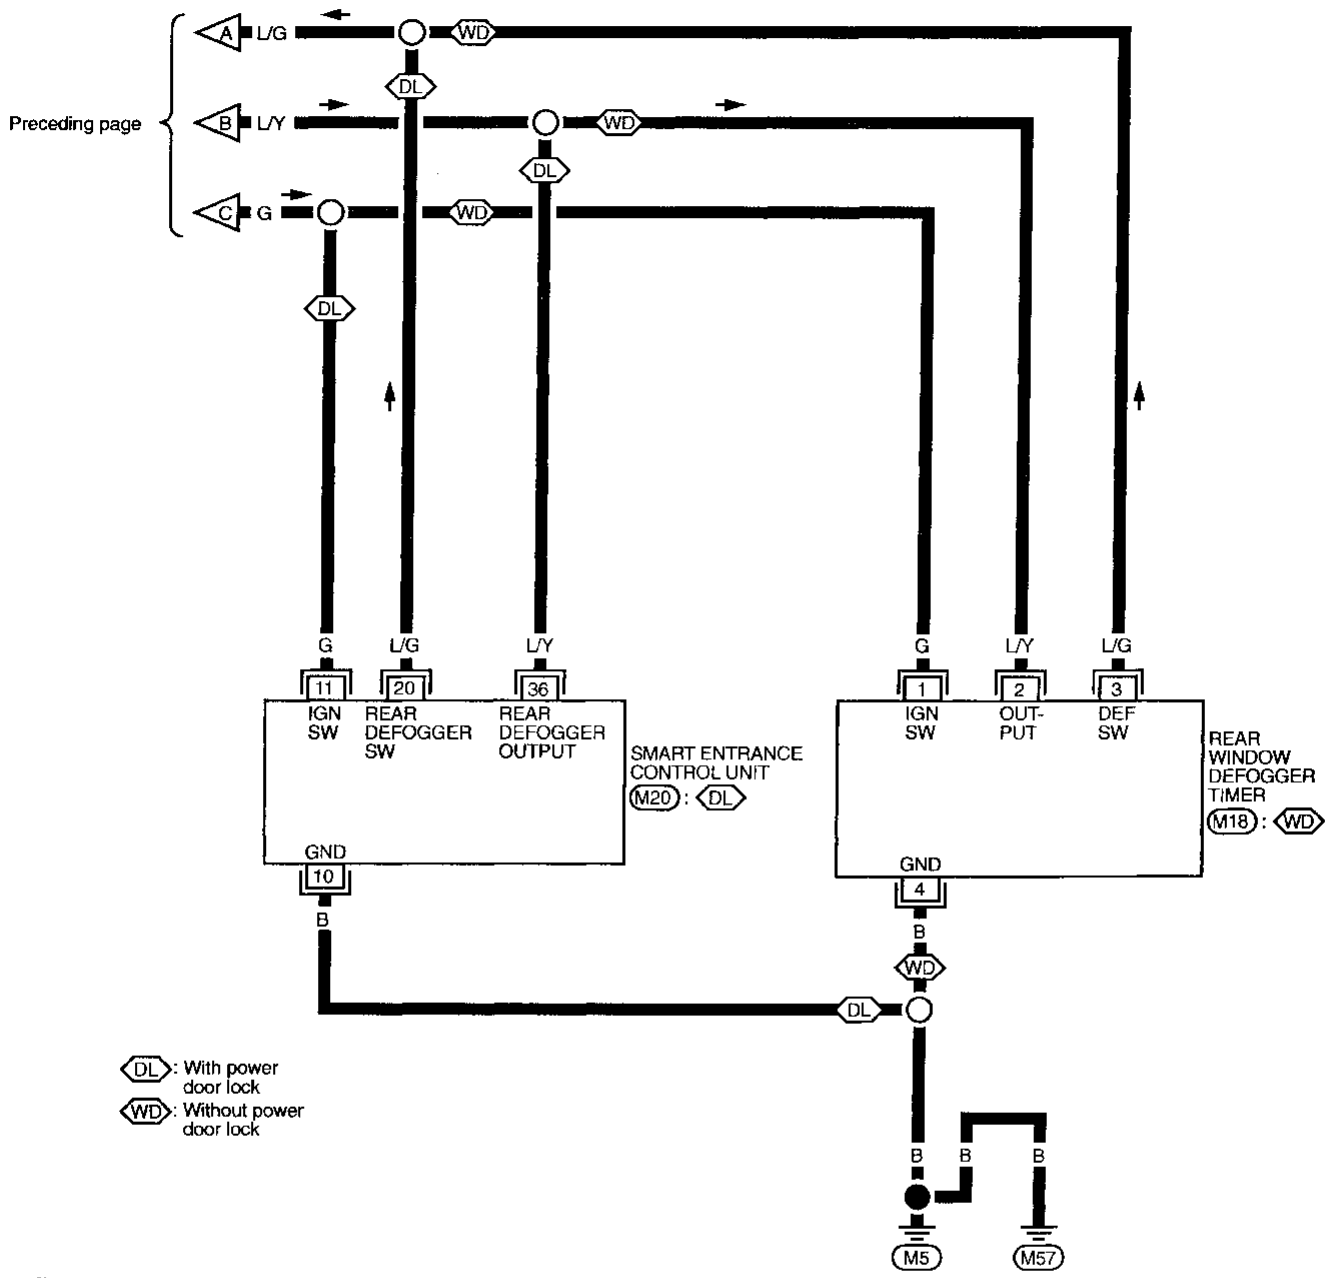 Preceding page
A L/G WD
DL
B L/Y WD
DL
C G WD
DL
G L/G L/Y G L/Y L/G
11 20 36 1 2 3
IGN
SW
REAR
DEFOGGER
SW
REAR
DEFOGGER
OUTPUT
SMART ENTRANCE
CONTROL UNIT
M20 : DL
GND
10
B
IGN
SW
OUT-
PUT
DEF
SW
REAR
WINDOW
DEFOGGER
TIMER
M18 : WD
GND
4
B
WD
DL
DL : With power
door lock
WD : Without power
door lock
B B B
M5 M57